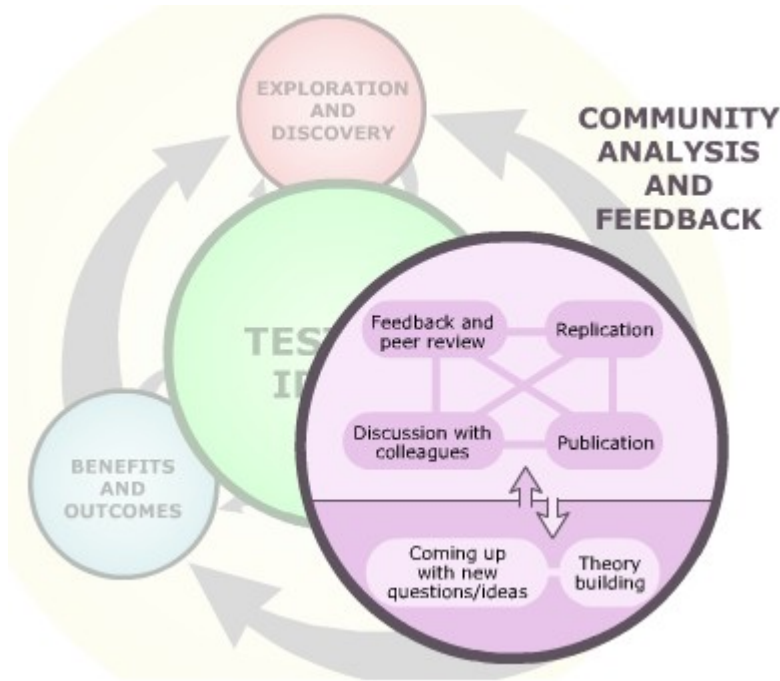 EXPLORATION
AND
DISCOVERY
COMMUNITY
ANALYSIS
AND
FEEDBACK
TES
I
Feedback and
peer review
Replication
Discussion with
colleagues
Publication
BENEFITS
AND
OUTCOMES
Coming up
with new
questions/ideas
Theory
building